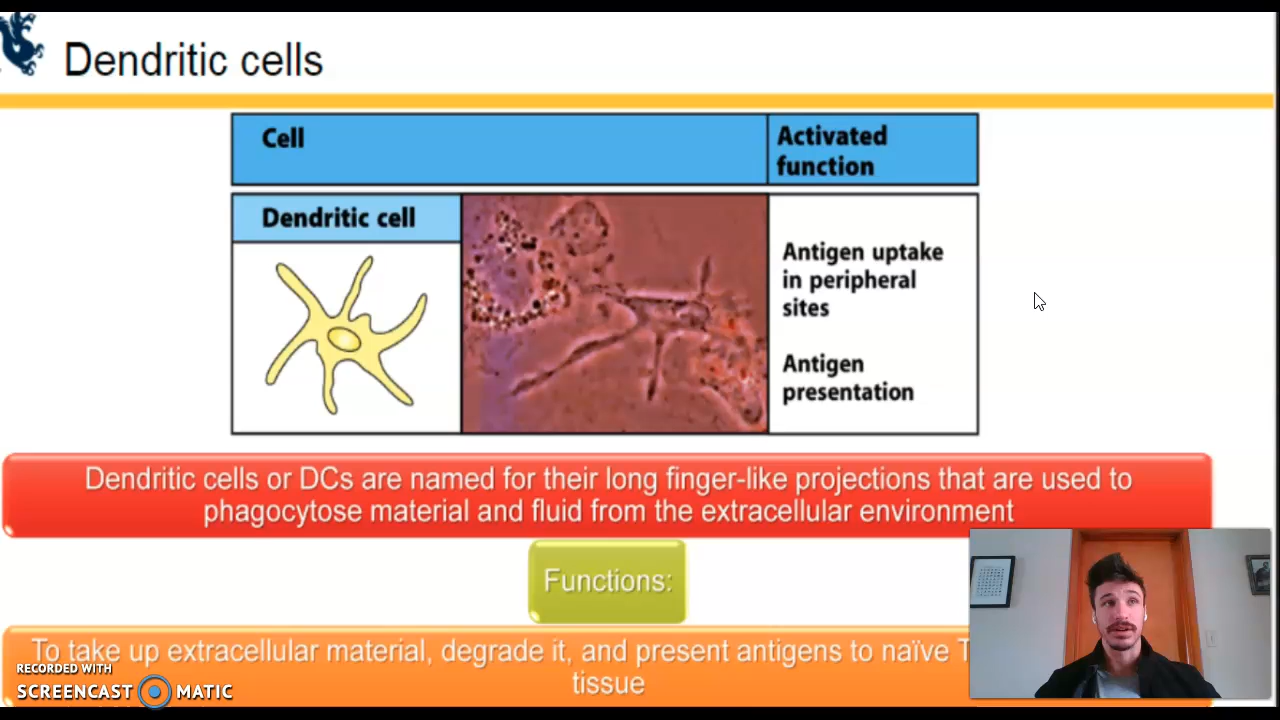 Dendritic cells
Cell
Activated
function
Dendritic cell
Antigen uptake
in peripheral
sites
Antigen
presentation
Dendritic cells or DCs are named for their long finger-like projections that are used to
phagocytose material and fluid from the extracellular environment
Functions:
To take up extracellular material, degrade it, and present antigens to naïve T
tissue
RECORDED WITH
SCREENCAST MATIC